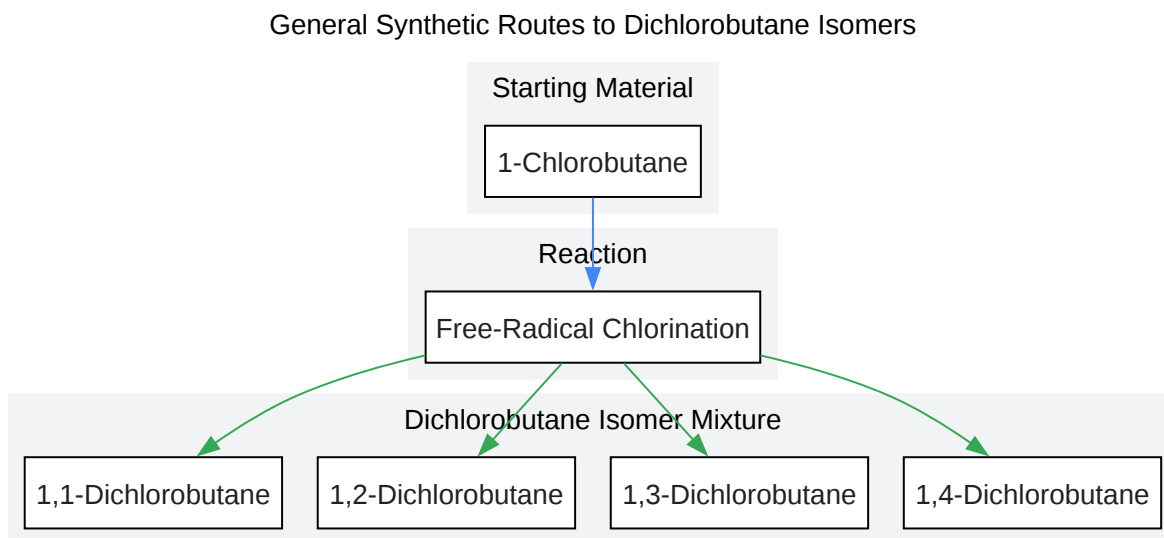 General Synthetic Routes to Dichlorobutane Isomers
Starting Material
1-Chlorobutane
Reaction
Free-Radical Chlorination
Dichlorobutane Isomer Mixture
1,1-Dichlorobutane
1,2-Dichlorobutane
1,3-Dichlorobutane
1,4-Dichlorobutane